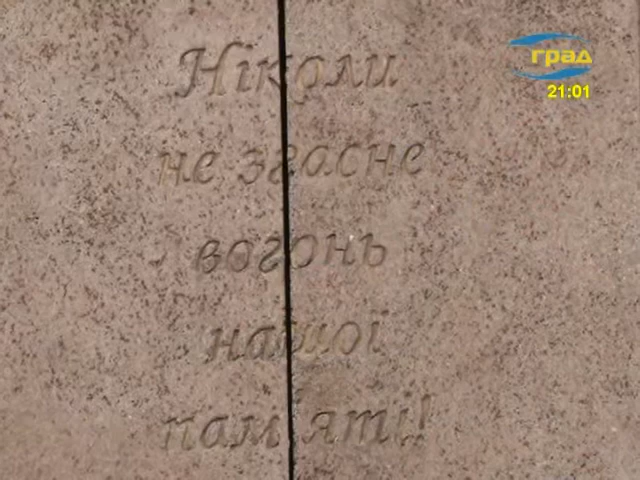 Ніколи
не згасне
вогонь
нашої
пам'яті!
град
21:01